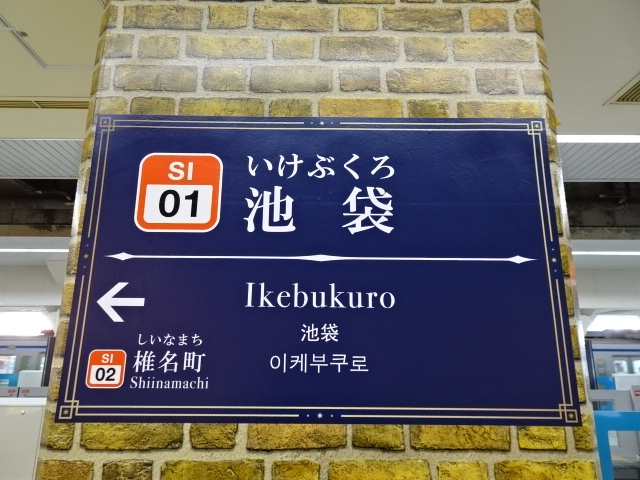 SI
01
いけぶくろ
池袋
Ikebukuro
池袋
이케부쿠로
しいなまち
SI
02
椎名町
Shiinamachi